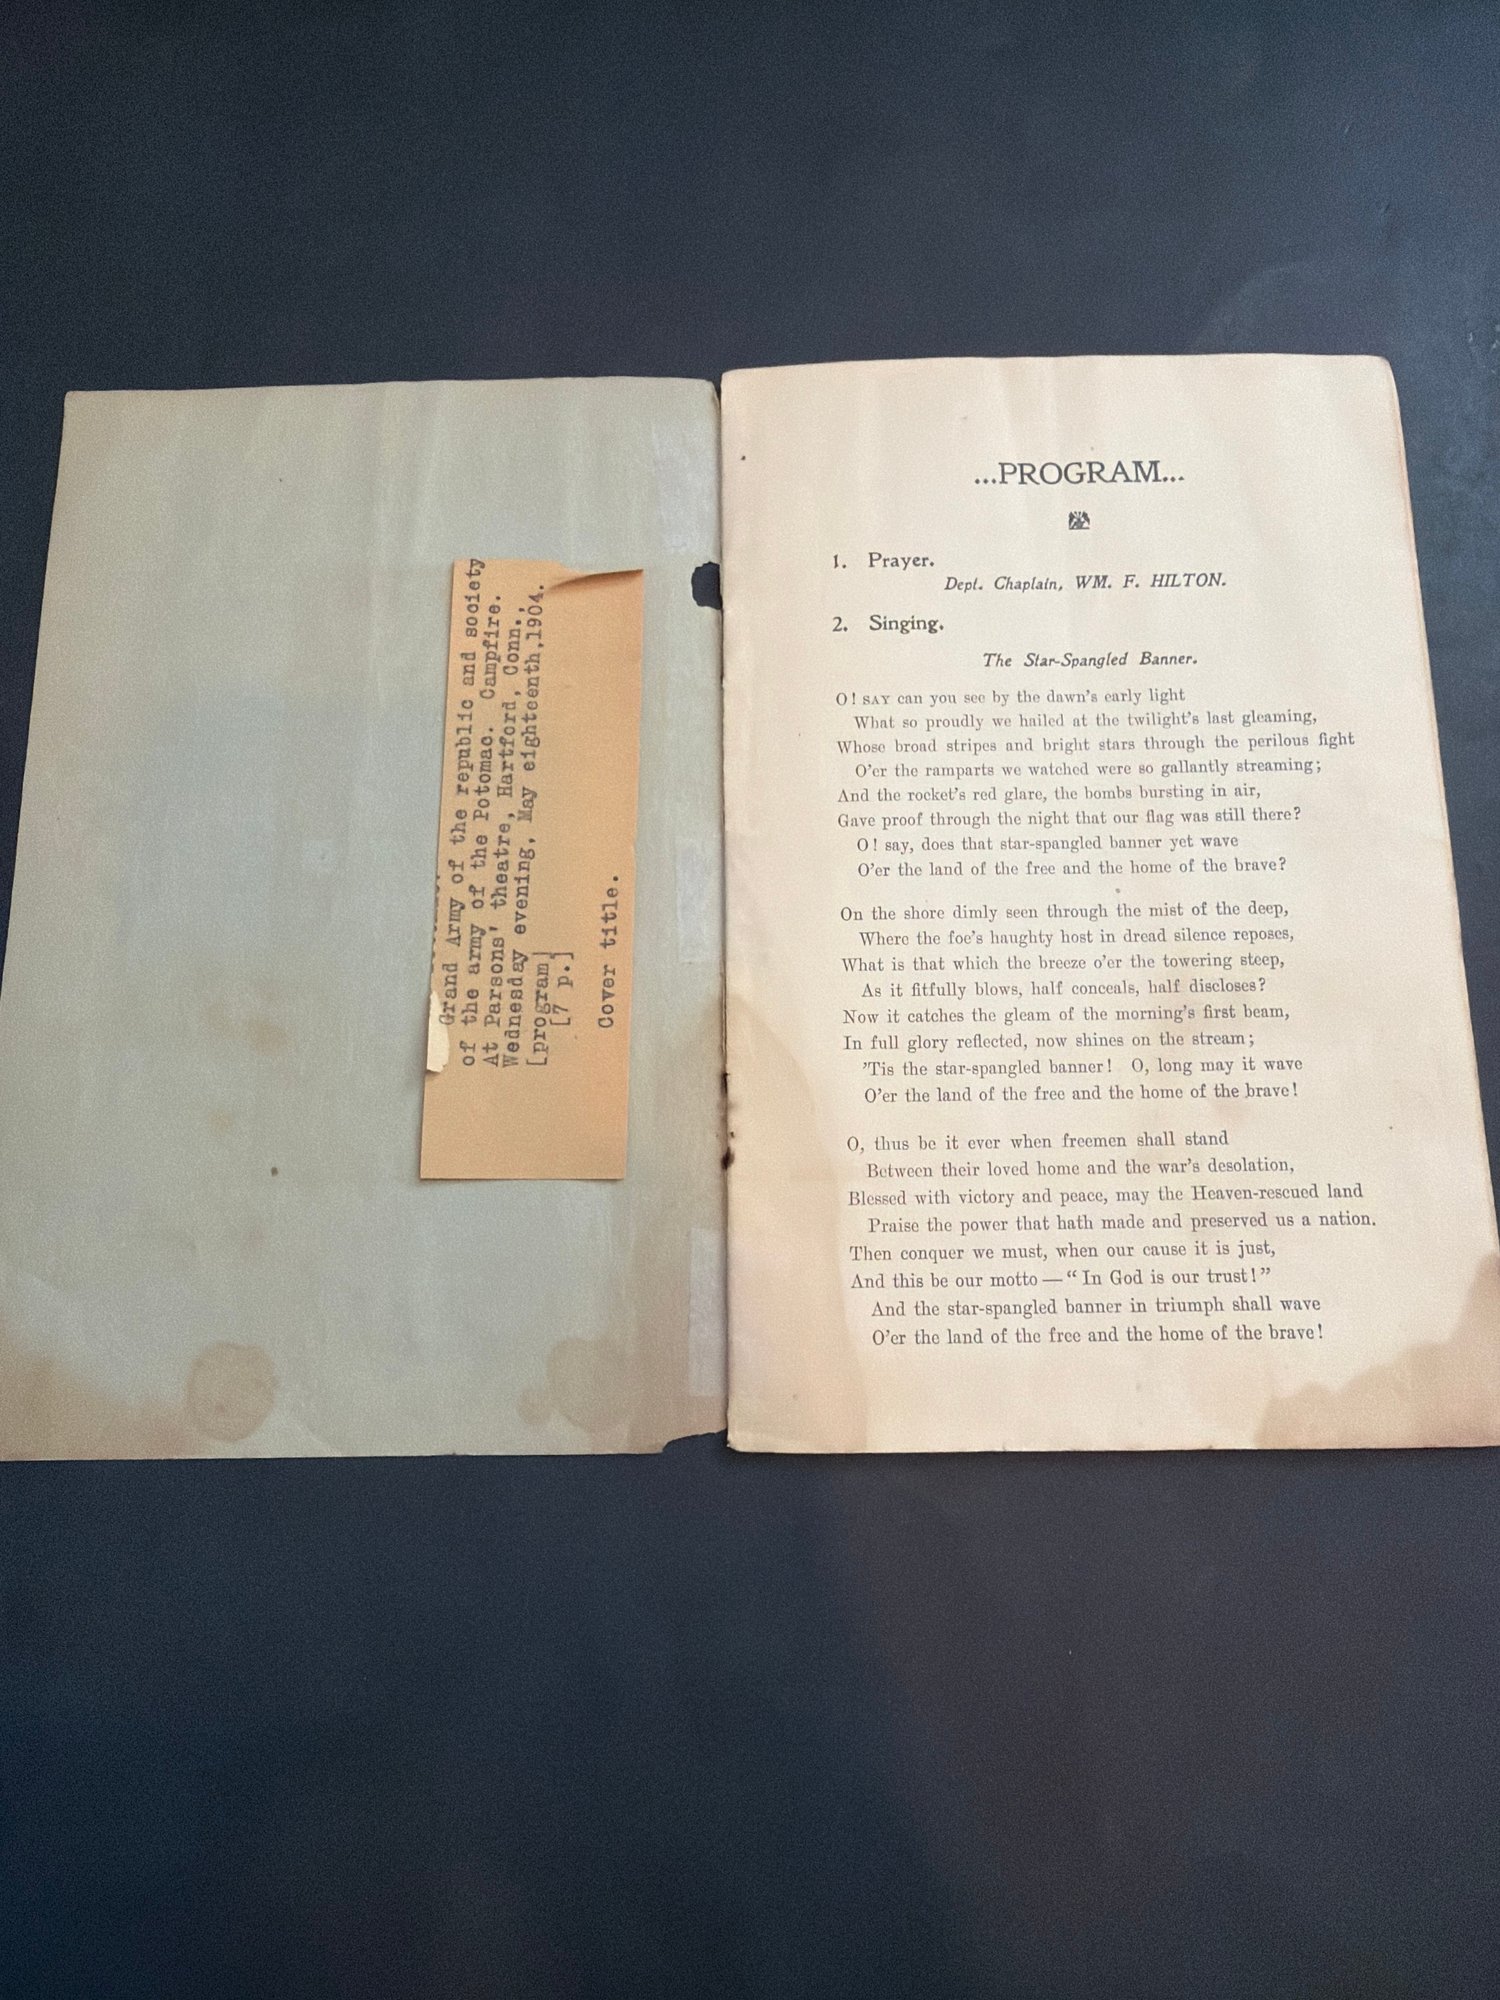 Grand Army of the republic and society
of the army of the Potomac. Campfire.
At Parsons' theatre, Hartford, Conn.,
Wednesday evening, May eighteenth,1904.
[program]
[7 p.]
Cover title.
...PROGRAM...
1. Prayer.
Dept. Chaplain, WM. F. HILTON.
2. Singing.
The Star-Spangled Banner.
O! SAY can you see by the dawn's early light
What so proudly we hailed at the twilight's last gleaming,
Whose broad stripes and bright stars through the perilous fight
O'er the ramparts we watched were so gallantly streaming;
And the rocket's red glare, the bombs bursting in air,
Gave proof through the night that our flag was still there?
O! say, does that star-spangled banner yet wave
O'er the land of the free and the home of the brave?
On the shore dimly seen through the mist of the deep,
Where the foe's haughty host in dread silence reposes,
What is that which the breeze o'er the towering steep,
As it fitfully blows, half conceals, half discloses?
Now it catches the gleam of the morning's first beam,
In full glory reflected, now shines on the stream;
'Tis the star-spangled banner! O, long may it wave
O'er the land of the free and the home of the brave!
O, thus be it ever when freemen shall stand
Between their loved home and the war's desolation,
Blessed with victory and peace, may the Heaven-rescued land
Praise the power that hath made and preserved us a nation.
Then conquer we must, when our cause it is just,
And this be our motto — “In God is our trust!”
And the star-spangled banner in triumph shall wave
O'er the land of the free and the home of the brave!